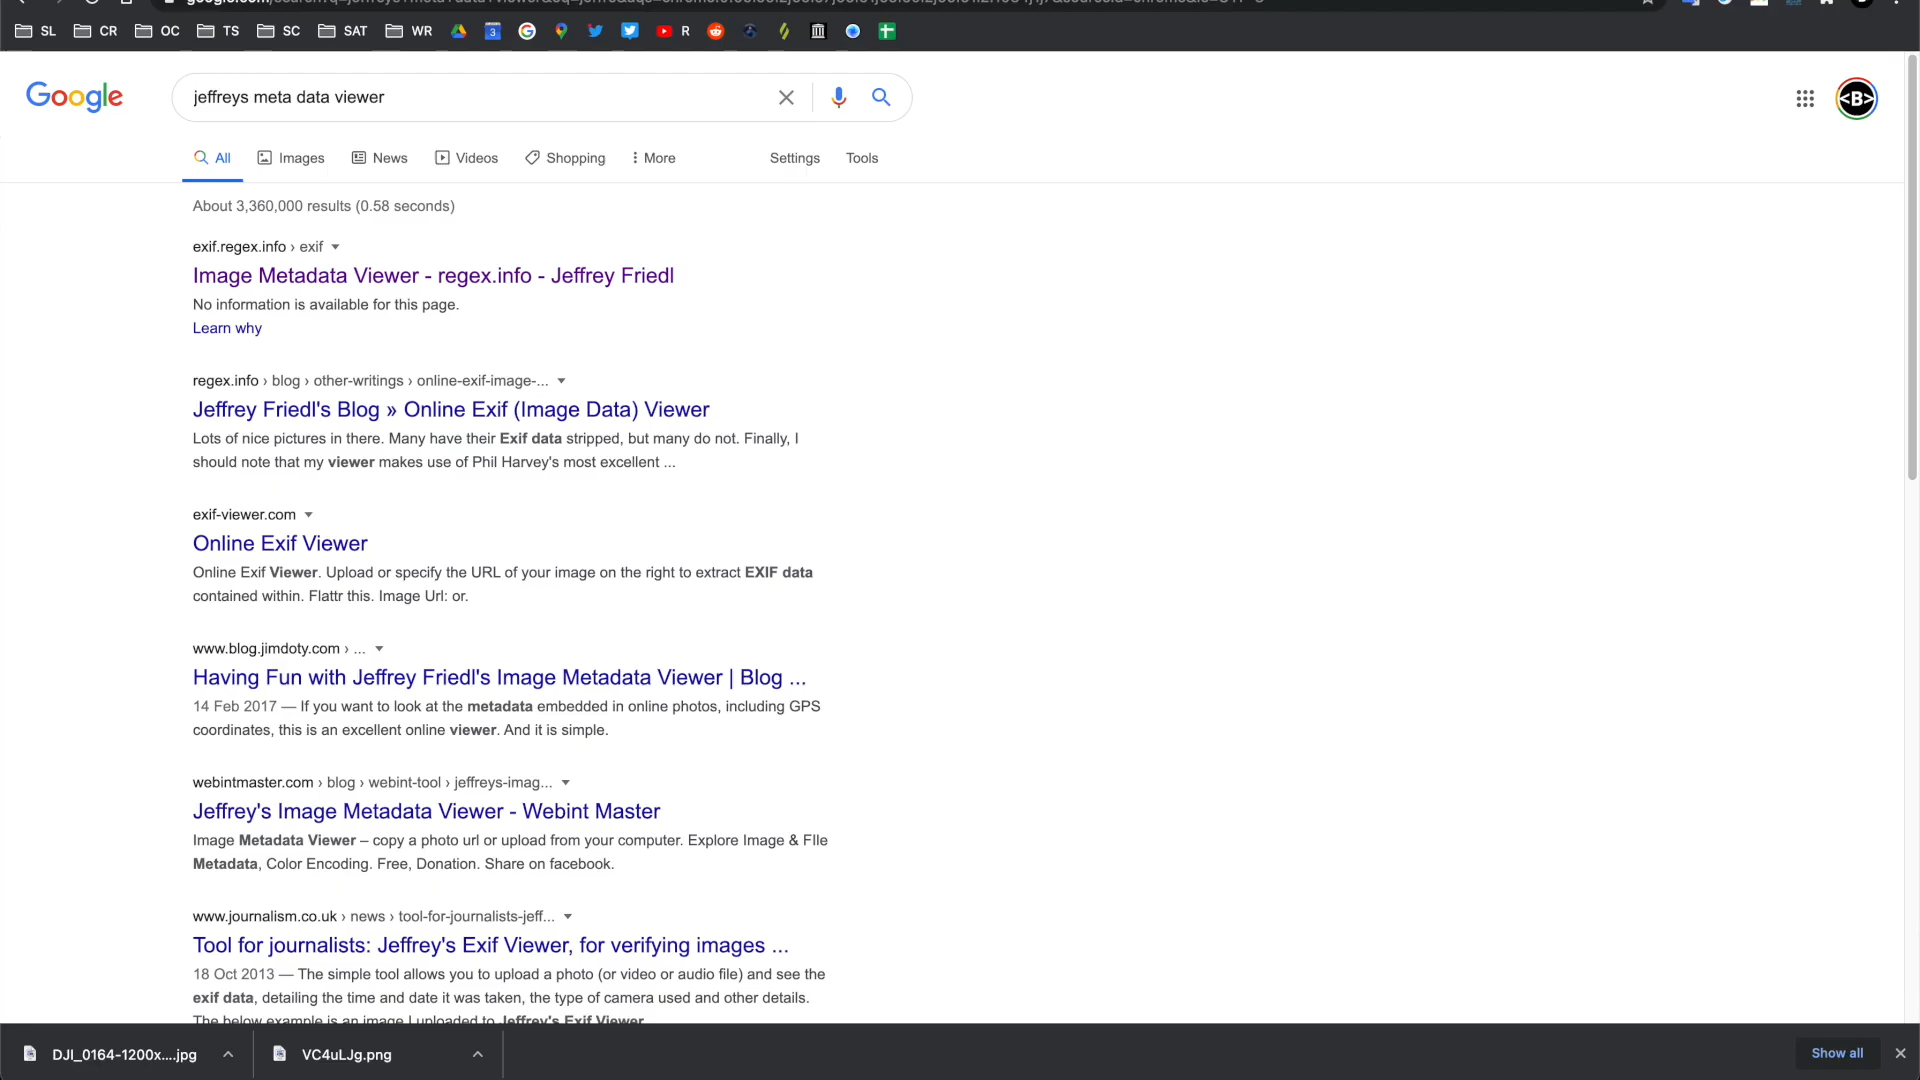 SL CR OC TS SC SAT WR 3 R
Google
jeffreys meta data viewer
<B>
All Images News Videos Shopping More Settings Tools
About 3,360,000 results (0.58 seconds)
exif.regex.info › exif
Image Metadata Viewer - regex.info - Jeffrey Friedl
No information is available for this page.
Learn why
regex.info › blog › other-writings › online-exif-image-...
Jeffrey Friedl's Blog » Online Exif (Image Data) Viewer
Lots of nice pictures in there. Many have their Exif data stripped, but many do not. Finally, I
should note that my viewer makes use of Phil Harvey's most excellent ...
exif-viewer.com
Online Exif Viewer
Online Exif Viewer. Upload or specify the URL of your image on the right to extract EXIF data
contained within. Flattr this. Image Url: or.
www.blog.jimdoty.com › ...
Having Fun with Jeffrey Friedl's Image Metadata Viewer | Blog ...
14 Feb 2017 — If you want to look at the metadata embedded in online photos, including GPS
coordinates, this is an excellent online viewer. And it is simple.
webintmaster.com › blog › webint-tool › jeffreys-imag...
Jeffrey's Image Metadata Viewer - Webint Master
Image Metadata Viewer – copy a photo url or upload from your computer. Explore Image & FIle
Metadata, Color Encoding. Free, Donation. Share on facebook.
www.journalism.co.uk › news › tool-for-journalists-jeff...
Tool for journalists: Jeffrey's Exif Viewer, for verifying images ...
18 Oct 2013 — The simple tool allows you to upload a photo (or video or audio file) and see the
exif data, detailing the time and date it was taken, the type of camera used and other details.
The below example is an image I uploaded to Jeffrey's Exif Viewer
DJI_0164-1200x....jpg VC4uLJg.png Show all